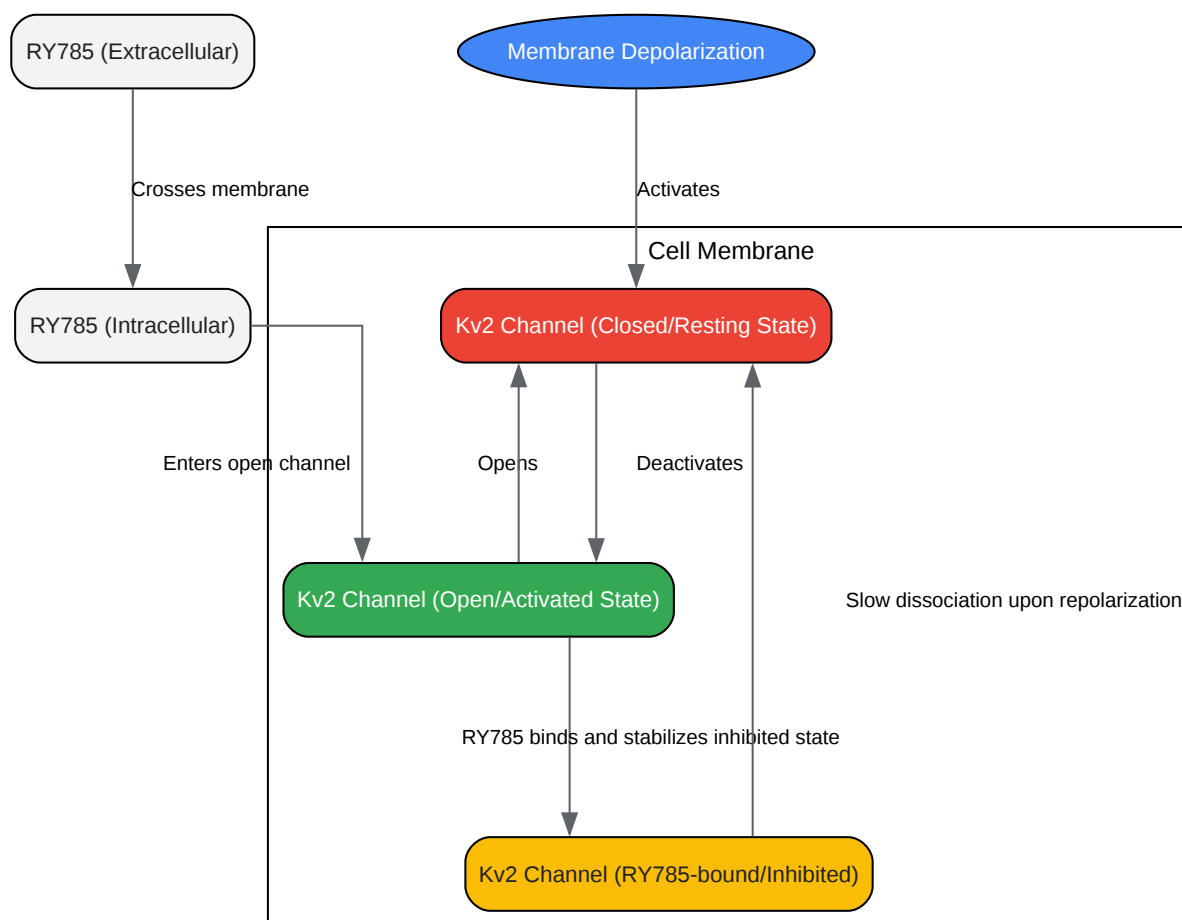 RY785 (Extracellular)
Membrane Depolarization
Crosses membrane
Activates
Cell Membrane
RY785 (Intracellular)
Kv2 Channel (Closed/Resting State)
Enters open channel
Opens
Deactivates
Kv2 Channel (Open/Activated State)
Slow dissociation upon repolarization
RY785 binds and stabilizes inhibited state
Kv2 Channel (RY785-bound/Inhibited)